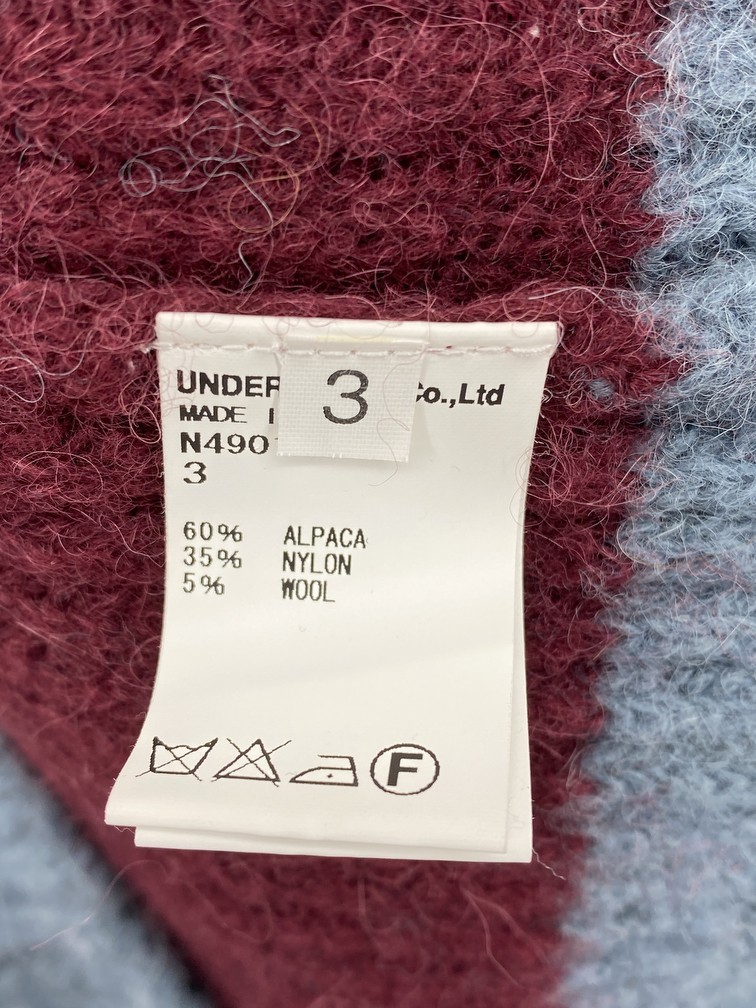 UNDER
3
Co.,Ltd
MADE
N490
3
60% ALPACA
35% NYLON
5% WOOL
F